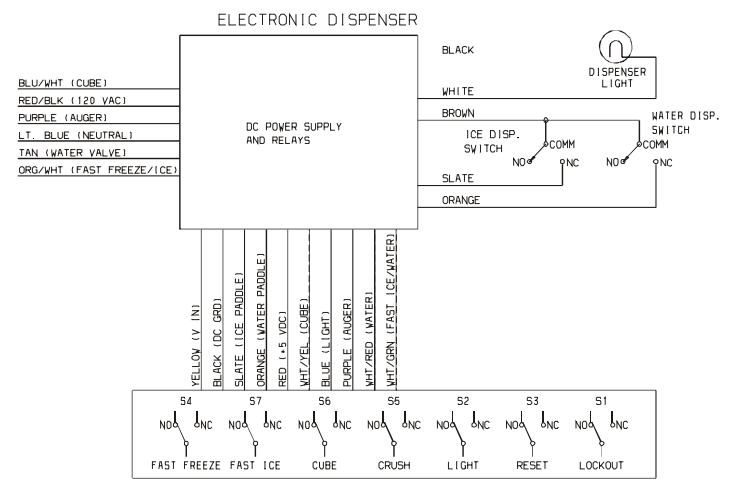 ELECTRONIC DISPENSER
BLACK
DISPENSER
LIGHT
BLU/WHT (CUBE)
WHITE
RED/BLK (120 VAC)
PURPLE (AUGER)
BROWN
WATER DISP.
SWITCH
LT. BLUE (NEUTRAL)
DC POWER SUPPLY
AND RELAYS
ICE DISP.
SWITCH
COMM
COMM
TAN (WATER VALVE)
NO
NC
NO
NC
ORG/WHT (FAST FREEZE/ICE)
SLATE
ORANGE
YELLOW (V IN)
BLACK (DC GRD)
SLATE (ICE PADDLE)
ORANGE (WATER PADDLE)
RED (+5 VDC)
WHT/YEL (CUBE)
BLUE (LIGHT)
PURPLE (AUGER)
WHT/RED (WATER)
WHT/GRN (FAST ICE/WATER)
S4 S7 S6 S5 S2 S3 S1
NO NC NO NC NO NC NO NC NO NC NO NC NO NC
FAST FREEZE FAST ICE CUBE CRUSH LIGHT RESET LOCKOUT